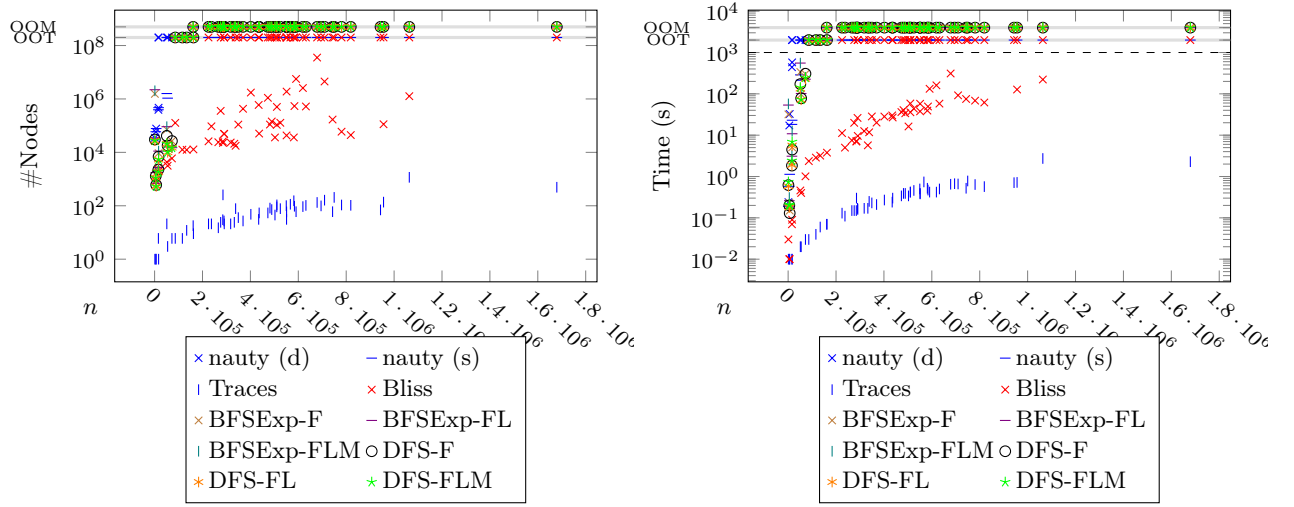 OOM
OOT
10^8
10^6
10^4
10^2
10^0
#Nodes
n
0
2·10^5
4·10^5
6·10^5
8·10^5
1·10^6
1.2·10^6
1.4·10^6
1.6·10^6
1.8·10^6
nauty (d)
nauty (s)
Traces
Bliss
BFSExp-F
BFSExp-FL
BFSExp-FLM
DFS-F
DFS-FL
DFS-FLM
OOM
OOT
10^4
10^3
10^2
10^1
10^0
10^−1
10^−2
Time (s)
n
0
2·10^5
4·10^5
6·10^5
8·10^5
1·10^6
1.2·10^6
1.4·10^6
1.6·10^6
1.8·10^6
nauty (d)
nauty (s)
Traces
Bliss
BFSExp-F
BFSExp-FL
BFSExp-FLM
DFS-F
DFS-FL
DFS-FLM